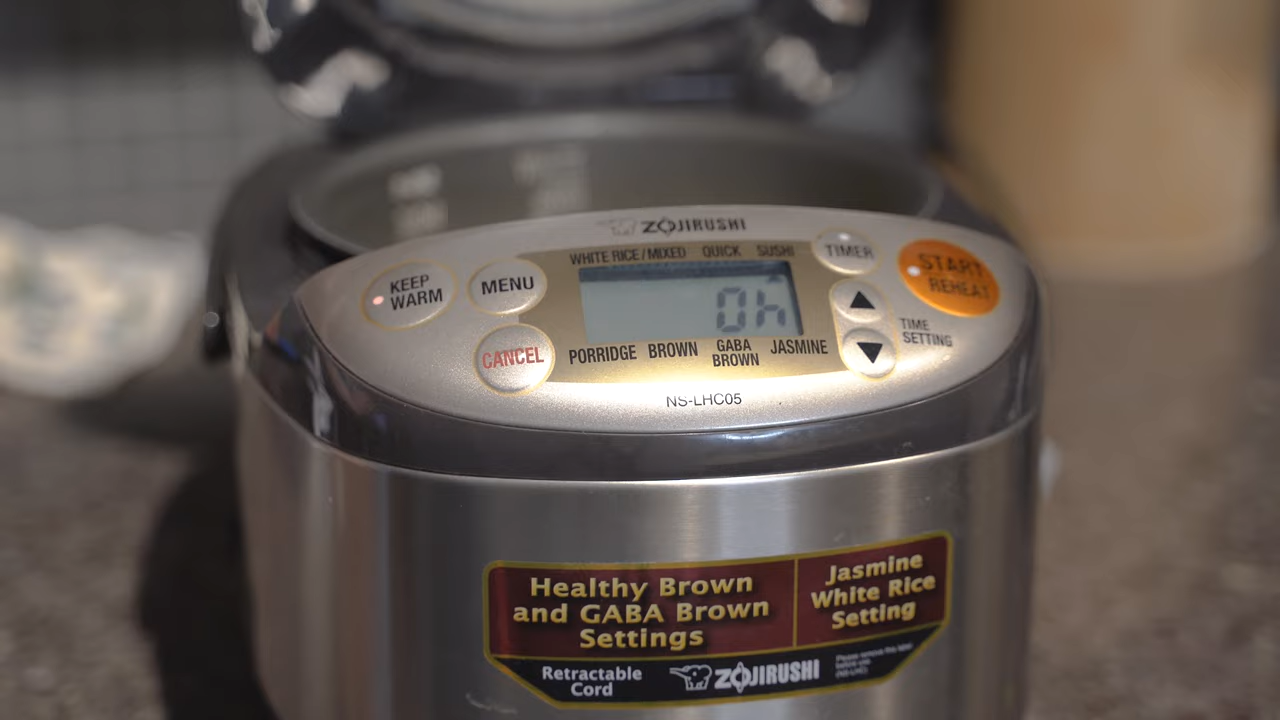 ZOJIRUSHI
WHITE RICE / MIXED QUICK SUSHI
TIMER
START
REHEAT
KEEP
WARM
MENU
0h
TIME
SETTING
CANCEL
PORRIDGE BROWN GABA
BROWN JASMINE
NS-LHC05
Healthy Brown
and GABA Brown
Settings
Jasmine
White Rice
Setting
Retractable
Cord
ZOJIRUSHI